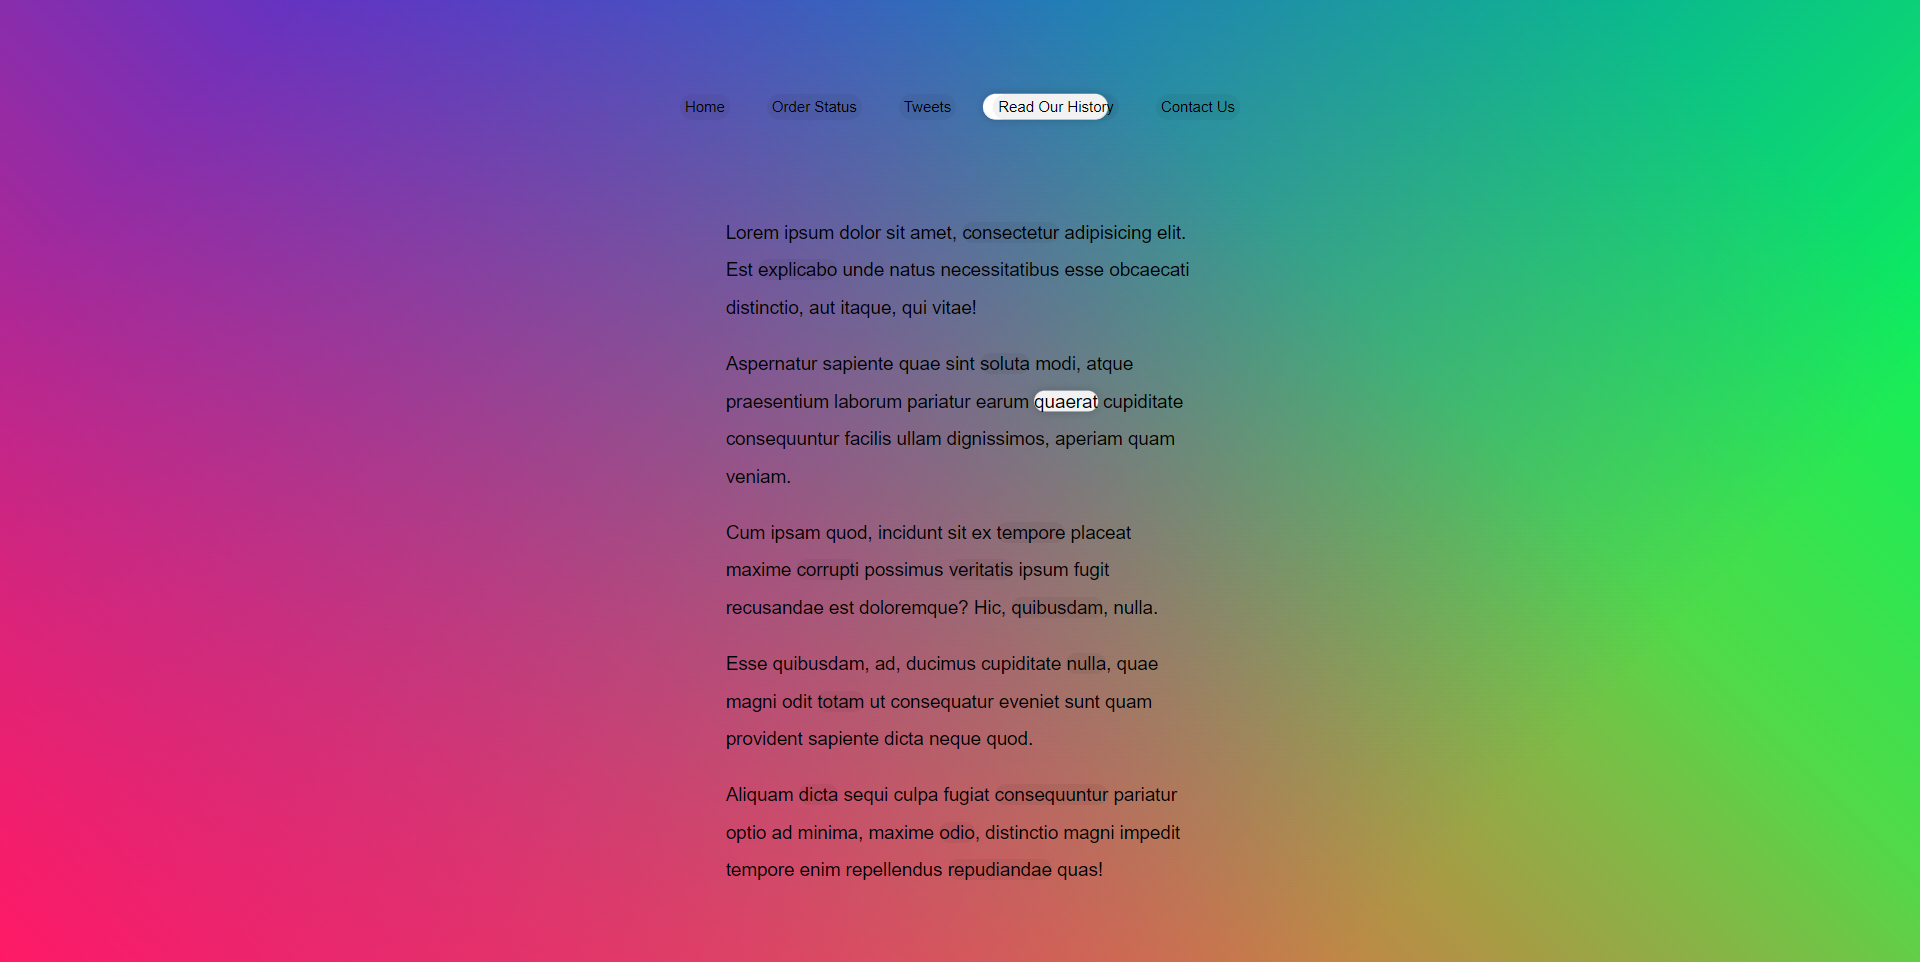 Home Order Status Tweets Read Our History Contact Us
Lorem ipsum dolor sit amet, consectetur adipisicing elit.
Est explicabo unde natus necessitatibus esse obcaecati
distinctio, aut itaque, qui vitae!
Aspernatur sapiente quae sint soluta modi, atque
praesentium laborum pariatur earum quaerat cupiditate
consequuntur facilis ullam dignissimos, aperiam quam
veniam.
Cum ipsam quod, incidunt sit ex tempore placeat
maxime corrupti possimus veritatis ipsum fugit
recusandae est doloremque? Hic, quibusdam, nulla.
Esse quibusdam, ad, ducimus cupiditate nulla, quae
magni odit totam ut consequatur eveniet sunt quam
provident sapiente dicta neque quod.
Aliquam dicta sequi culpa fugiat consequuntur pariatur
optio ad minima, maxime odio, distinctio magni impedit
tempore enim repellendus repudiandae quas!